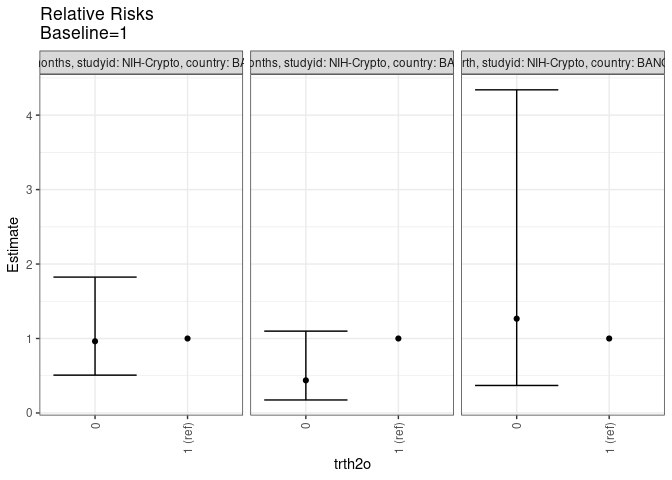 Relative Risks
Baseline=1
months, studyid: NIH-Crypto, country: BA
onths, studyid: NIH-Crypto, country: BA
rth, studyid: NIH-Crypto, country: BANG
Estimate
4
3
2
1
0
0
1 (ref)
0
1 (ref)
0
1 (ref)
trth2o